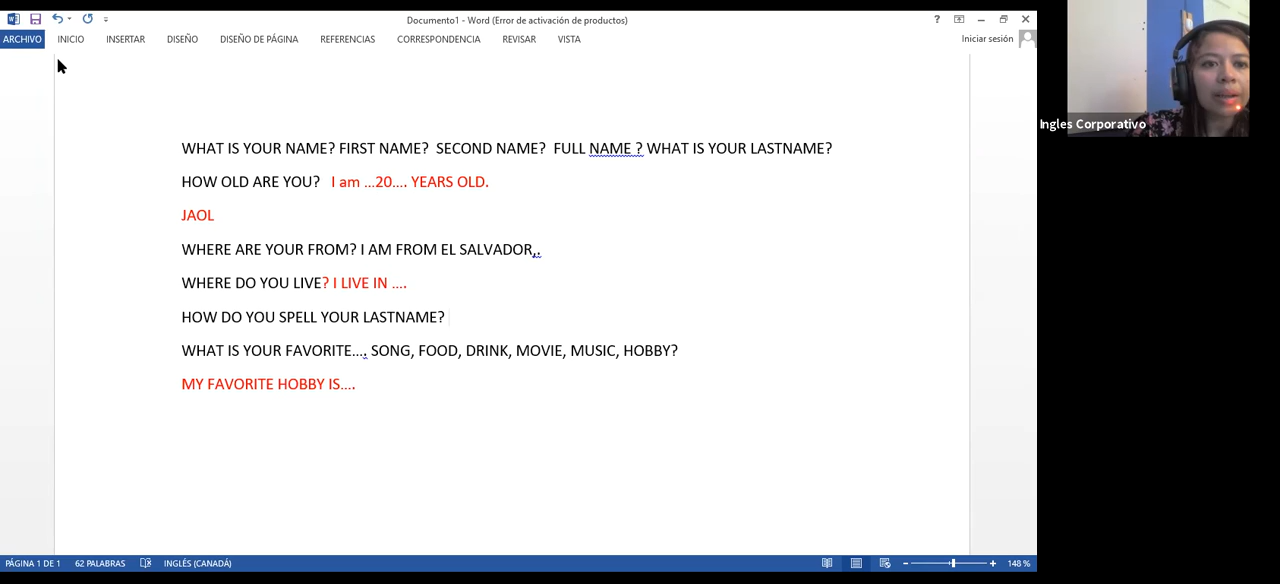 Documento1 - Word (Error de activación de productos)
ARCHIVO INICIO INSERTAR DISEÑO DISEÑO DE PÁGINA REFERENCIAS CORRESPONDENCIA REVISAR VISTA Iniciar sesión
Ingles Corporativo
WHAT IS YOUR NAME? FIRST NAME? SECOND NAME? FULL NAME ? WHAT IS YOUR LASTNAME?
HOW OLD ARE YOU? I am ...20.... YEARS OLD.
JAOL
WHERE ARE YOUR FROM? I AM FROM EL SALVADOR,.
WHERE DO YOU LIVE? I LIVE IN ....
HOW DO YOU SPELL YOUR LASTNAME?
WHAT IS YOUR FAVORITE.... SONG, FOOD, DRINK, MOVIE, MUSIC, HOBBY?
MY FAVORITE HOBBY IS....
PÁGINA 1 DE 1 62 PALABRAS INGLÉS (CANADÁ) 148 %